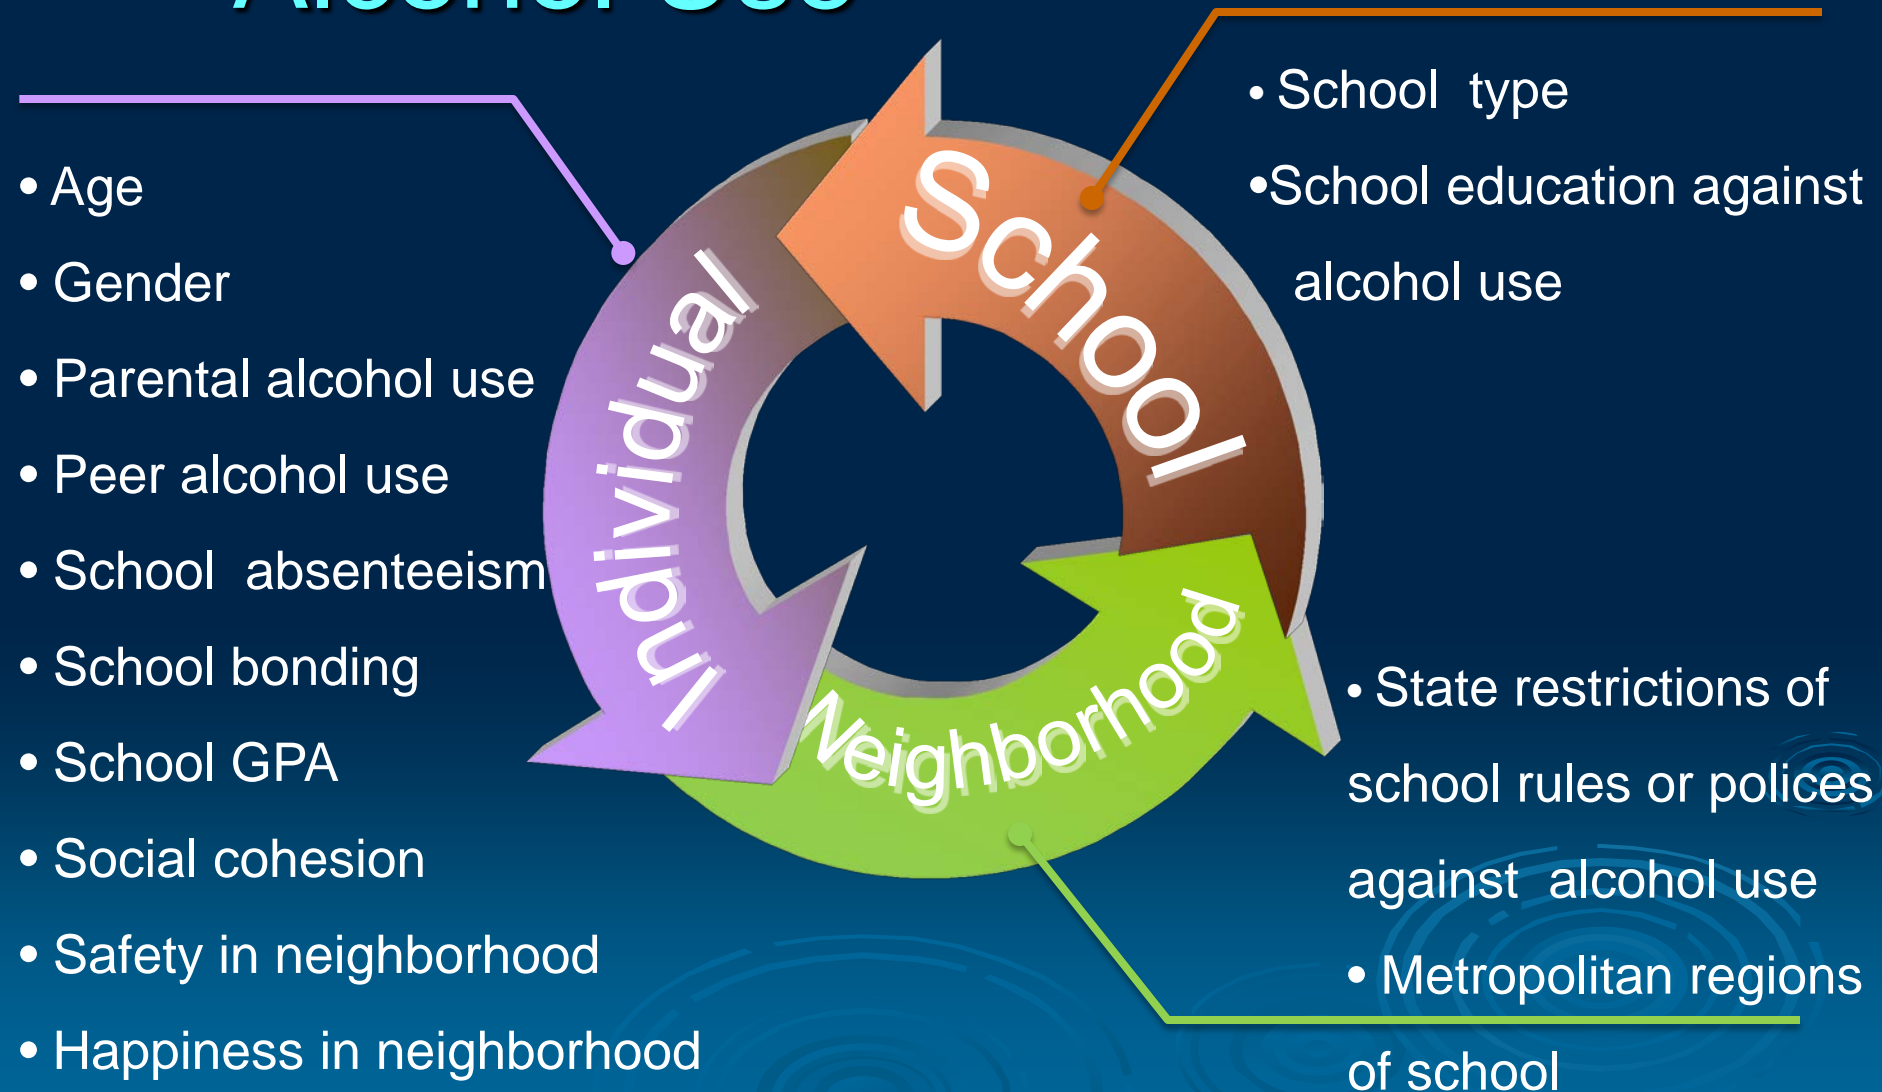 Alcohol Use
• Age
• Gender
• Parental alcohol use
• Peer alcohol use
• School absenteeism
• School bonding
• School GPA
• Social cohesion
• Safety in neighborhood
• Happiness in neighborhood
Individual
School
Neighborhood
• School type
•School education against
alcohol use
• State restrictions of
school rules or polices
against alcohol use
• Metropolitan regions
of school